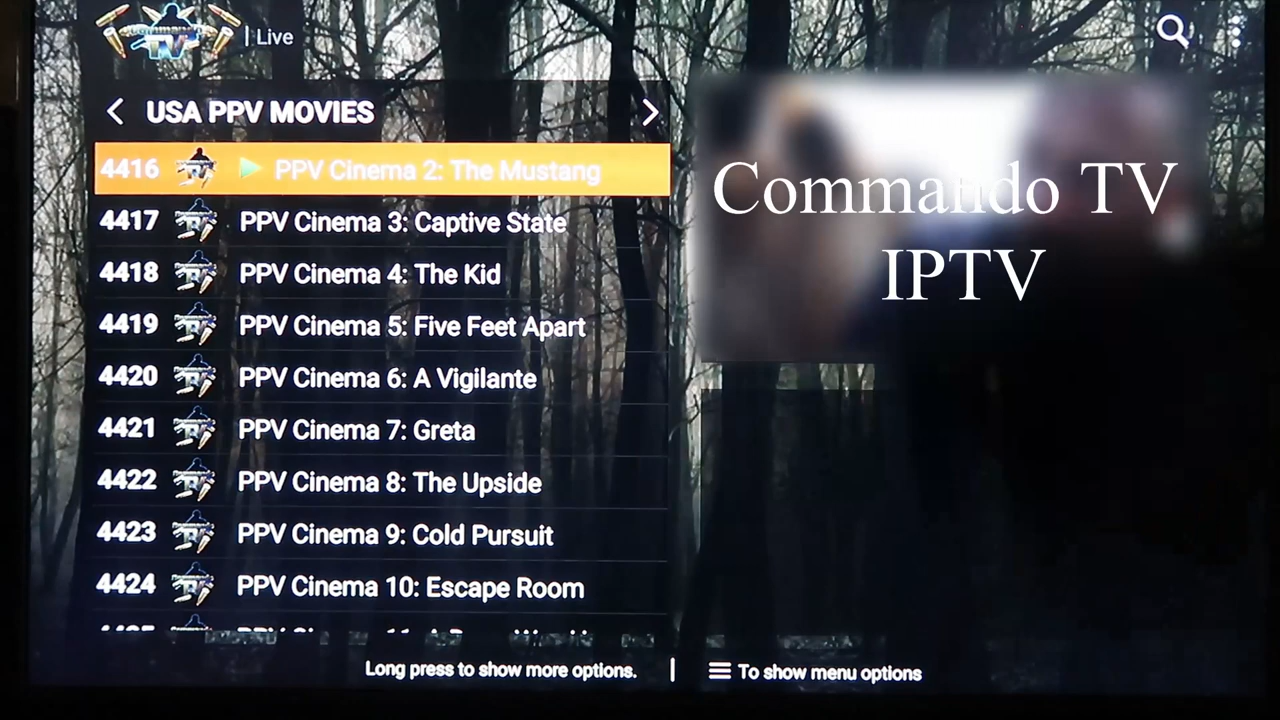 Commando
TV
| Live
USA PPV MOVIES
4416 PPV Cinema 2: The Mustang
4417 PPV Cinema 3: Captive State
4418 PPV Cinema 4: The Kid
4419 PPV Cinema 5: Five Feet Apart
4420 PPV Cinema 6: A Vigilante
4421 PPV Cinema 7: Greta
4422 PPV Cinema 8: The Upside
4423 PPV Cinema 9: Cold Pursuit
4424 PPV Cinema 10: Escape Room
Commando TV
IPTV
Long press to show more options. | To show menu options